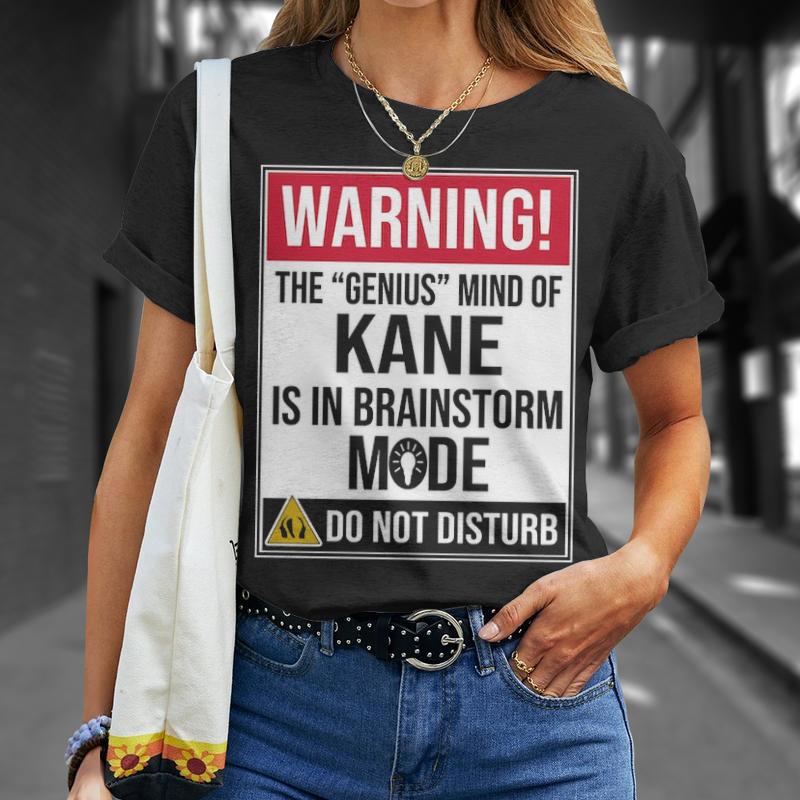 WARNING!
THE “GENIUS” MIND OF
KANE
IS IN BRAINSTORM
MODE
DO NOT DISTURB